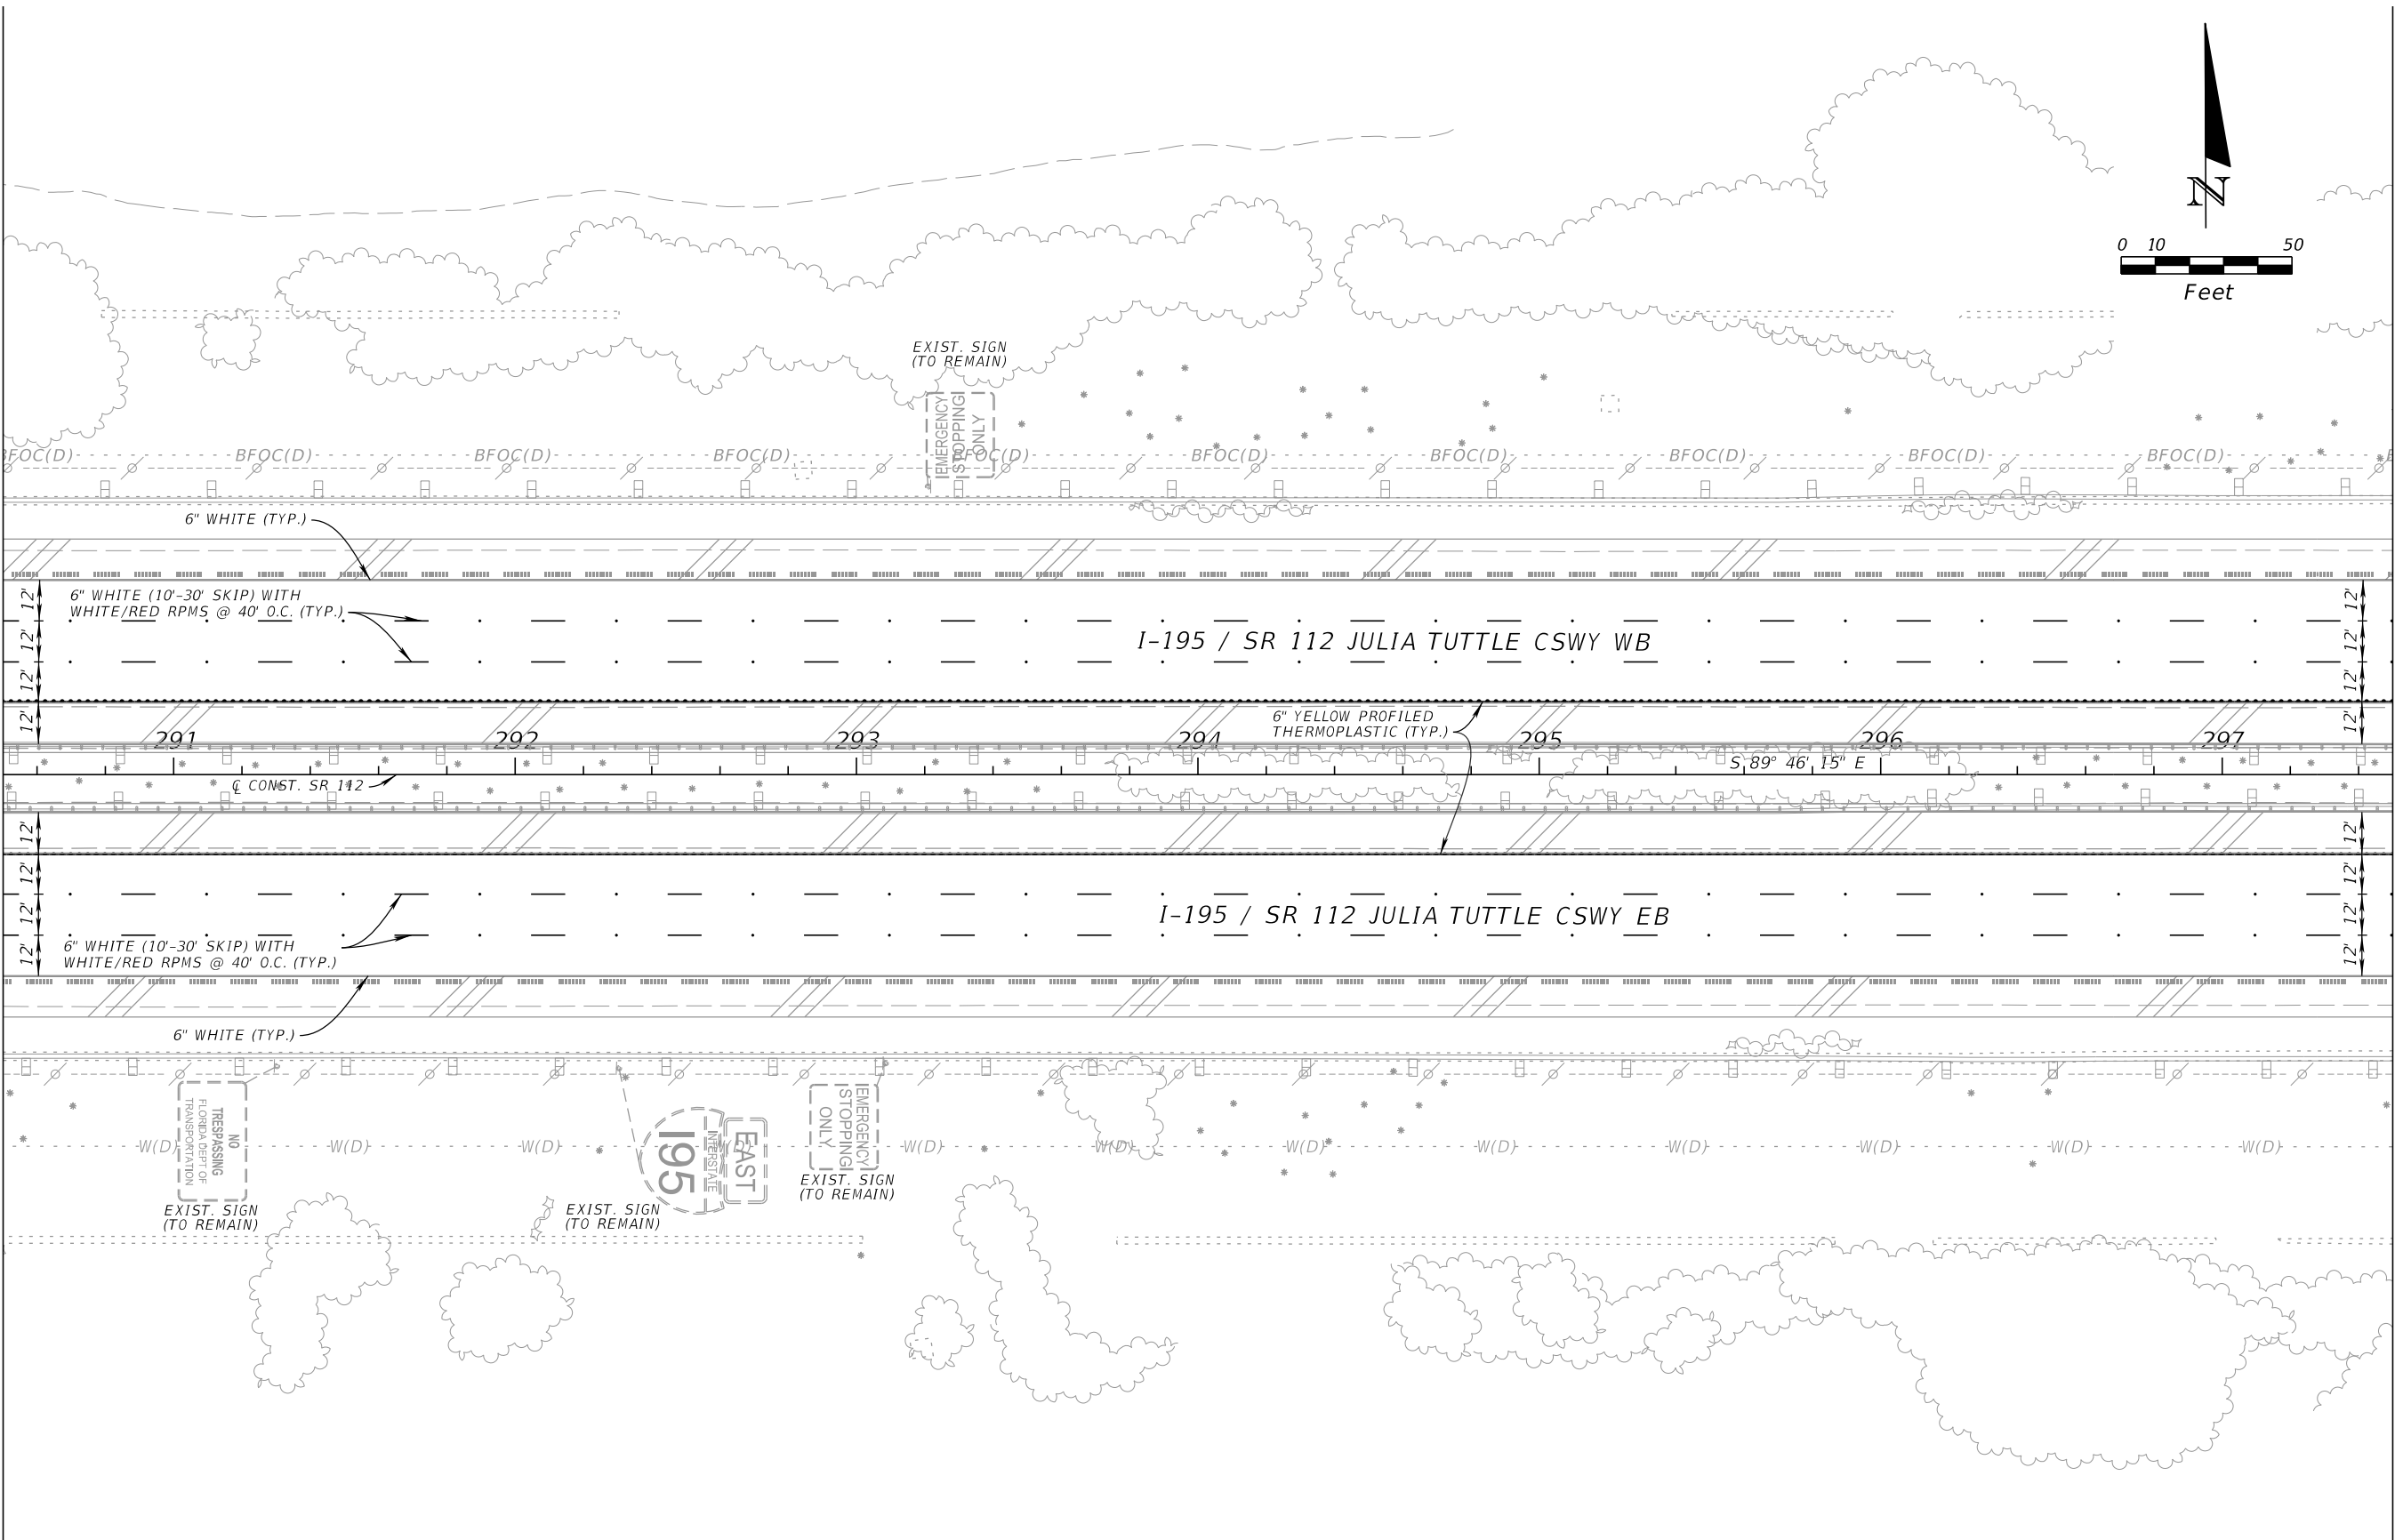 N
0 10 50
Feet
EXIST. SIGN
(TO REMAIN)
EMERGENCY
STOPPING
ONLY
BFOC(D) BFOC(D) BFOC(D) BFOC(D) BFOC(D) BFOC(D) BFOC(D) BFOC(D) BFOC(D) BFOC(D)
6" WHITE (TYP.)
6" WHITE (10'-30' SKIP) WITH
WHITE/RED RPMS @ 40' O.C. (TYP.)
12' 12'
12' 12'
12' 12'
12' 12'
I-195 / SR 112 JULIA TUTTLE CSWY WB
6" YELLOW PROFILED
THERMOPLASTIC (TYP.)
291 292 293 294 295 296 297
S 89° 46' 15" E
℄ CONST. SR 112
12' 12'
12' 12'
12' 12'
12' 12'
I-195 / SR 112 JULIA TUTTLE CSWY EB
6" WHITE (10'-30' SKIP) WITH
WHITE/RED RPMS @ 40' O.C. (TYP.)
6" WHITE (TYP.)
NO
TRESPASSING
FLORIDA DEPT OF
TRANSPORTATION
EXIST. SIGN
(TO REMAIN)
EAST
INTERSTATE
195
EXIST. SIGN
(TO REMAIN)
EMERGENCY
STOPPING
ONLY
EXIST. SIGN
(TO REMAIN)
W(D) W(D) W(D) W(D) W(D) W(D) W(D) W(D) W(D) W(D) W(D) W(D)